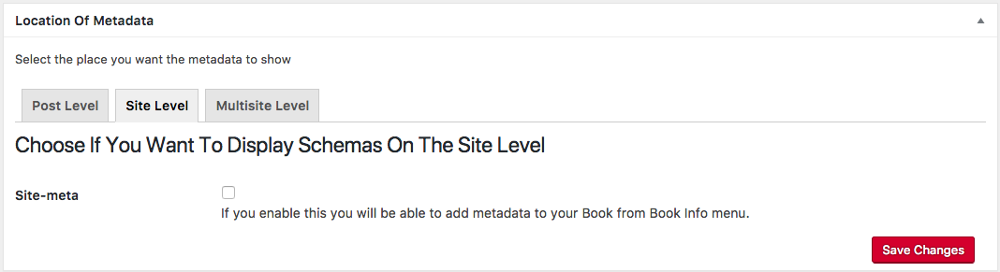 Location Of Metadata
Select the place you want the metadata to show
Post Level Site Level Multisite Level
Choose If You Want To Display Schemas On The Site Level
Site-meta
If you enable this you will be able to add metadata to your Book from Book Info menu.
Save Changes